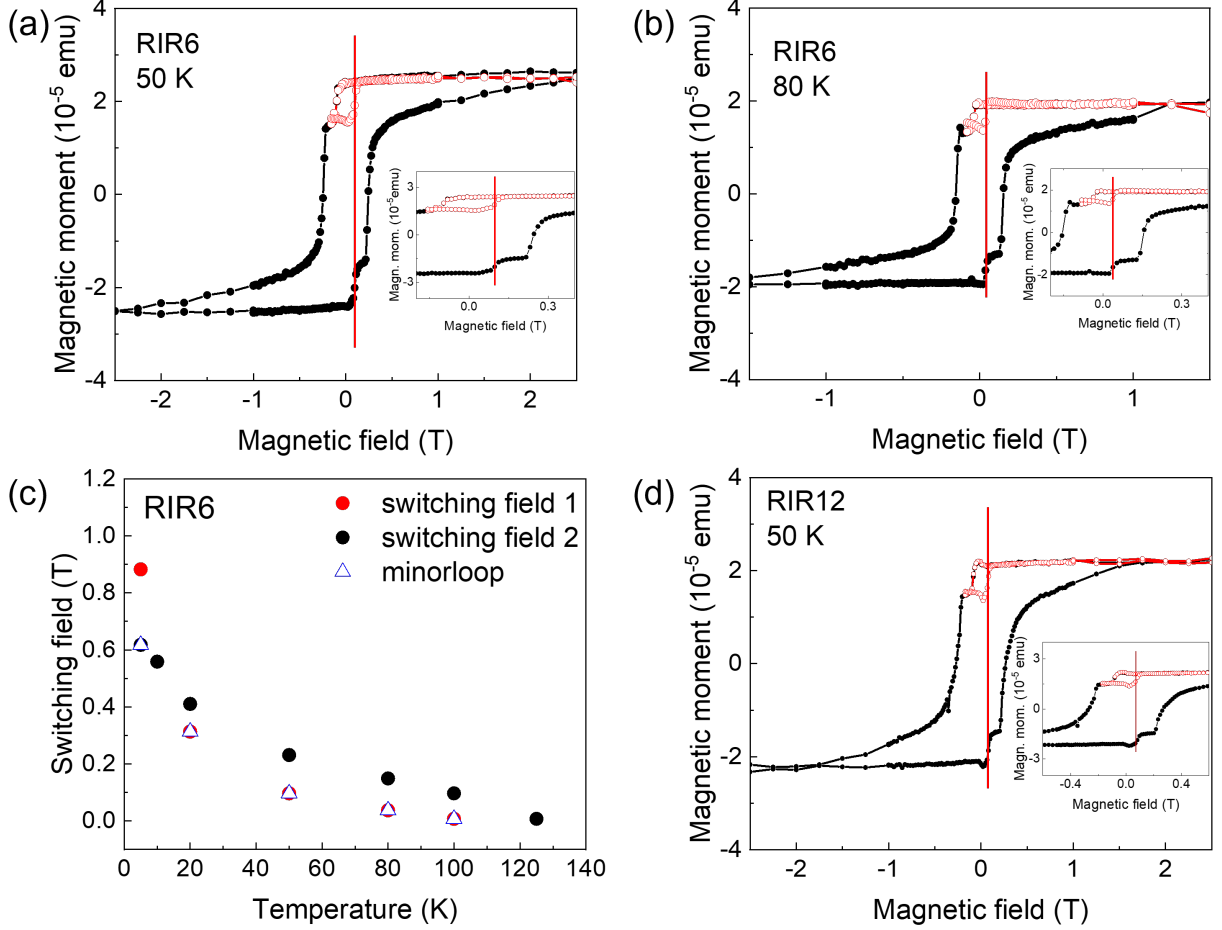 (a)
RIR6
50 K
Magnetic moment (10⁻⁵ emu)
4
2
0
-2
-4
-2
-1
0
1
2
Magnetic field (T)
Magn. mom. (10⁻⁵emu)
3
0
-3
0.0
0.3
Magnetic field (T)
(b)
RIR6
80 K
Magnetic moment (10⁻⁵ emu)
4
2
0
-2
-4
-1
0
1
Magnetic field (T)
Magn. mom. (10⁻⁵ emu)
2
0
-2
0.0
0.3
Magnetic field (T)
(c)
RIR6
switching field 1
switching field 2
minorloop
Switching field (T)
1.2
1.0
0.8
0.6
0.4
0.2
0.0
0
20
40
60
80
100
120
140
Temperature (K)
(d)
RIR12
50 K
Magnetic moment (10⁻⁵ emu)
4
2
0
-2
-4
-2
-1
0
1
2
Magnetic field (T)
Magn. mom. (10⁻⁵ emu)
3
0
-3
-0.4
0.0
0.4
Magnetic field (T)